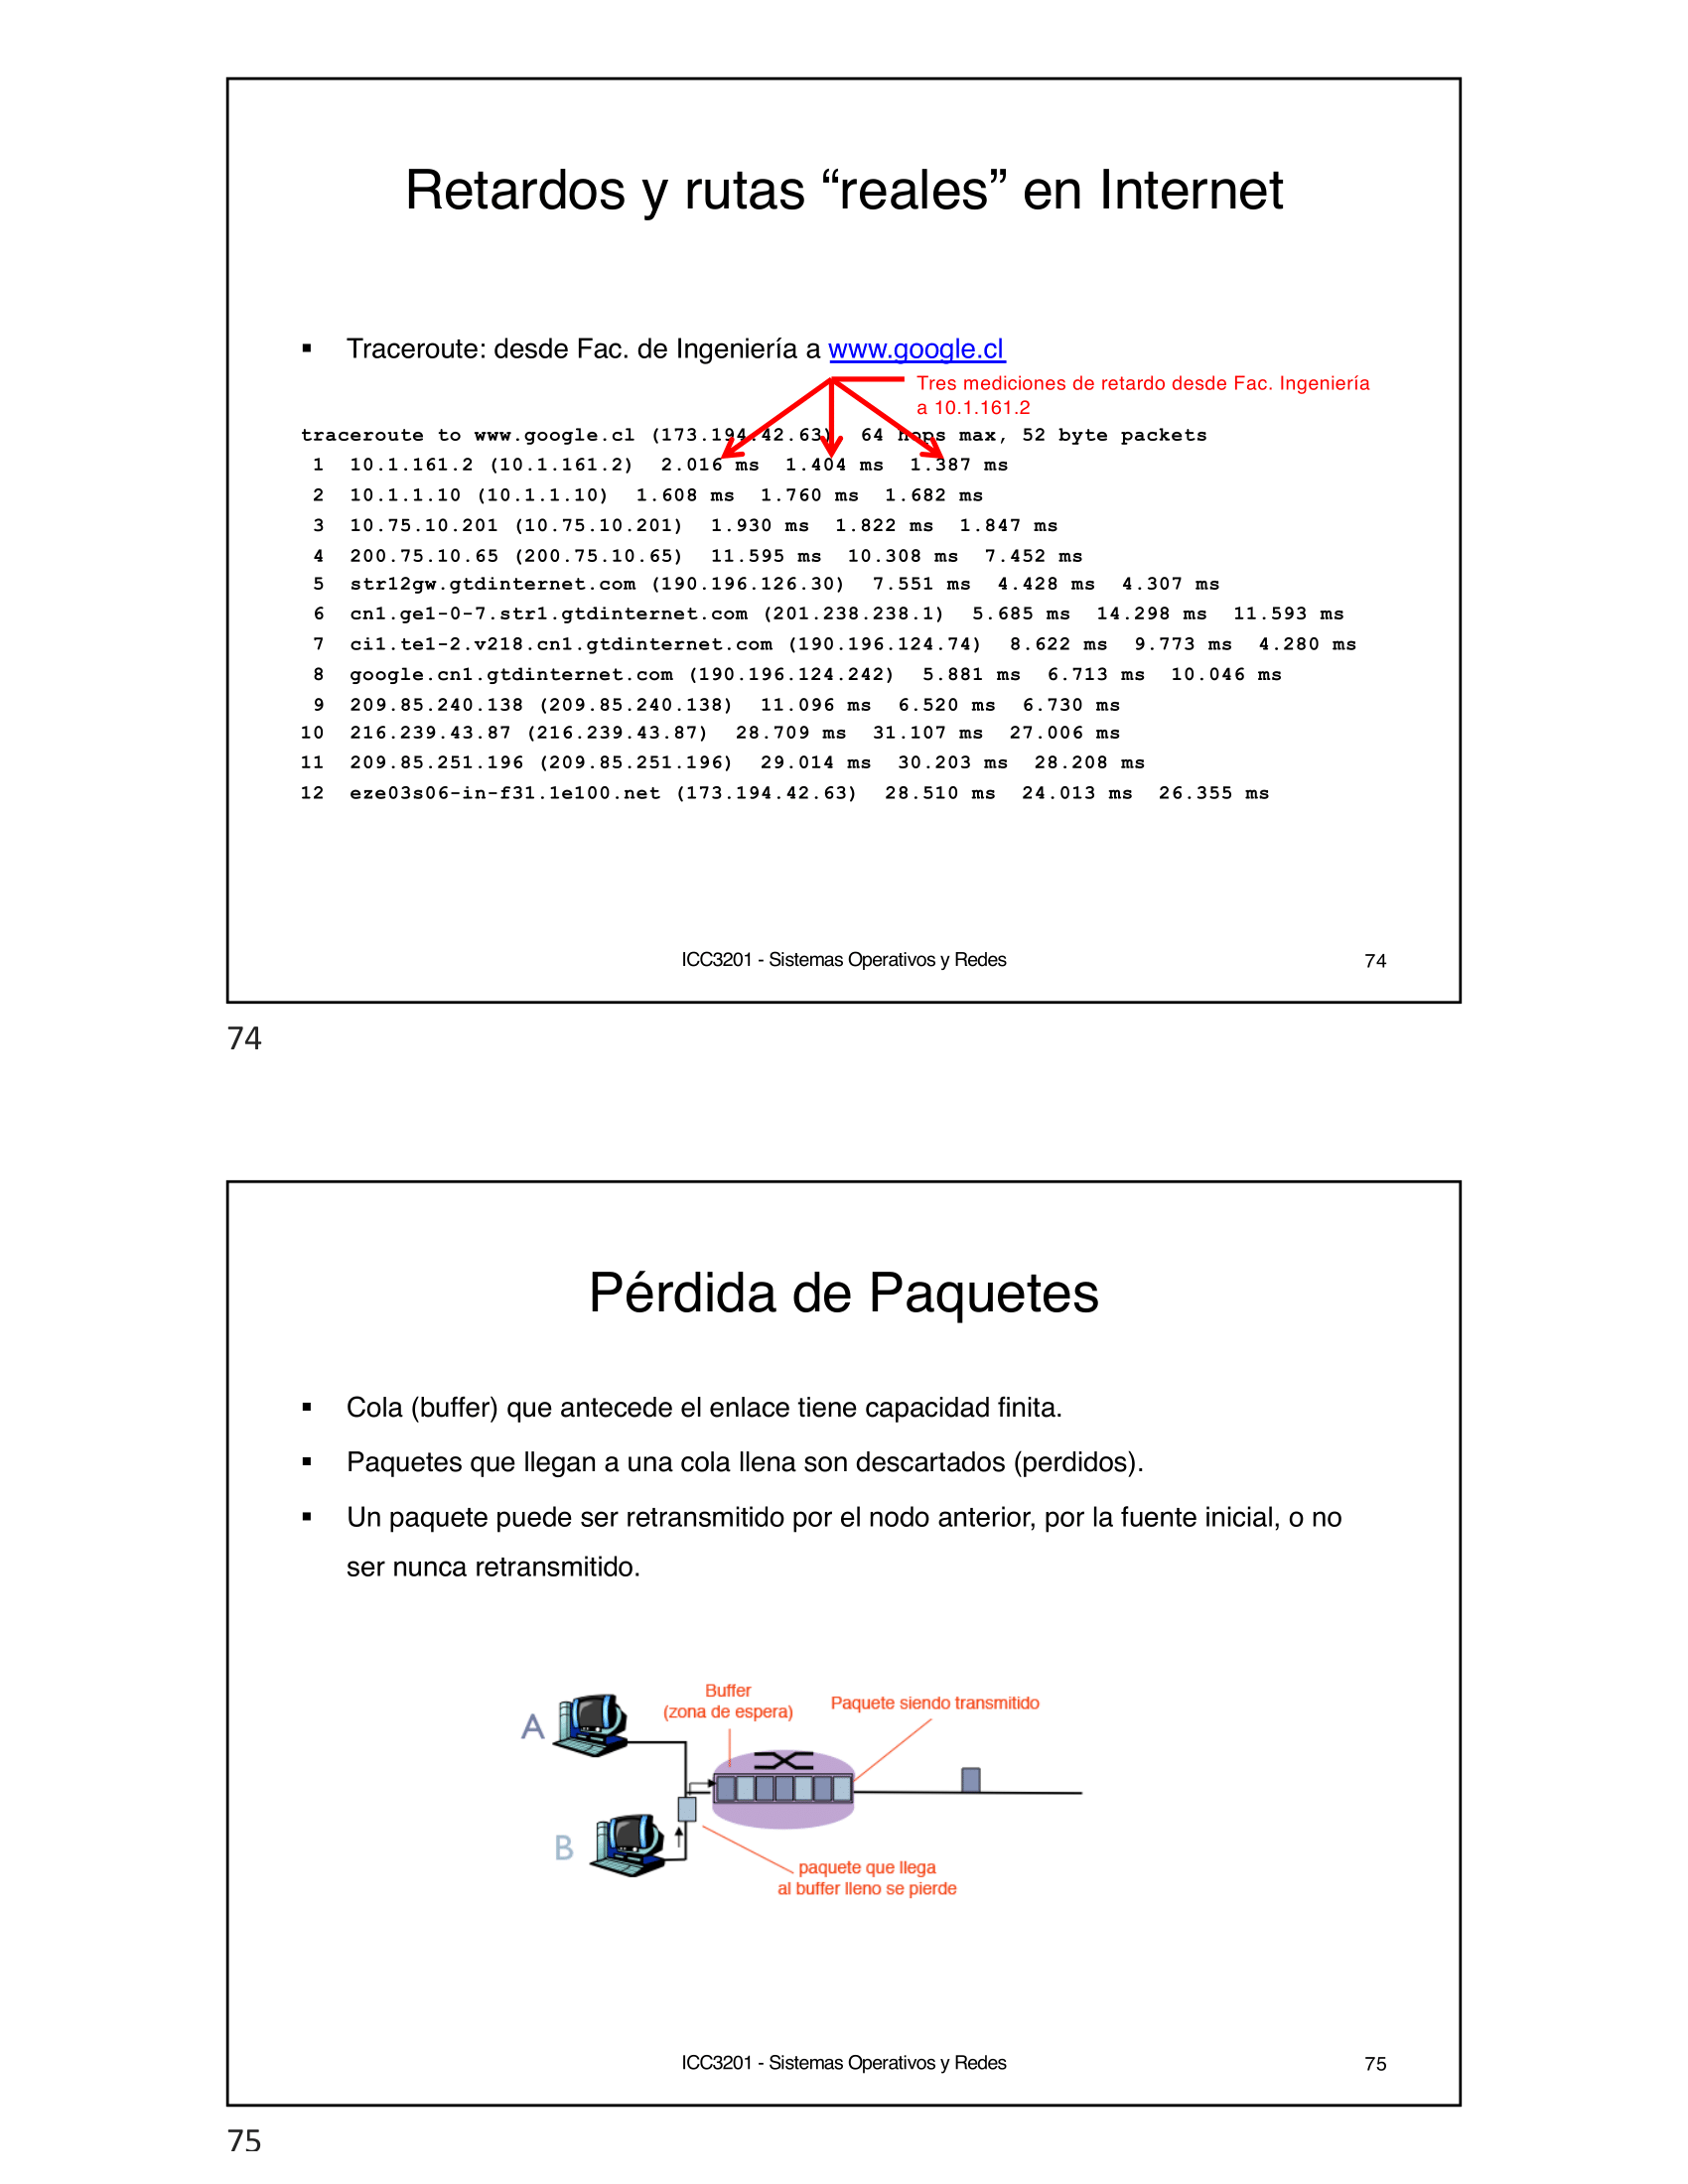 Retardos y rutas “reales” en Internet
▪ Traceroute: desde Fac. de Ingeniería a www.google.cl
Tres mediciones de retardo desde Fac. Ingeniería
a 10.1.161.2
traceroute to www.google.cl (173.194.42.63), 64 hops max, 52 byte packets
1 10.1.161.2 (10.1.161.2) 2.016 ms 1.404 ms 1.387 ms
2 10.1.1.10 (10.1.1.10) 1.608 ms 1.760 ms 1.682 ms
3 10.75.10.201 (10.75.10.201) 1.930 ms 1.822 ms 1.847 ms
4 200.75.10.65 (200.75.10.65) 11.595 ms 10.308 ms 7.452 ms
5 str12gw.gtdinternet.com (190.196.126.30) 7.551 ms 4.428 ms 4.307 ms
6 cn1.ge1-0-7.str1.gtdinternet.com (201.238.238.1) 5.685 ms 14.298 ms 11.593 ms
7 ci1.te1-2.v218.cn1.gtdinternet.com (190.196.124.74) 8.622 ms 9.773 ms 4.280 ms
8 google.cn1.gtdinternet.com (190.196.124.242) 5.881 ms 6.713 ms 10.046 ms
9 209.85.240.138 (209.85.240.138) 11.096 ms 6.520 ms 6.730 ms
10 216.239.43.87 (216.239.43.87) 28.709 ms 31.107 ms 27.006 ms
11 209.85.251.196 (209.85.251.196) 29.014 ms 30.203 ms 28.208 ms
12 eze03s06-in-f31.1e100.net (173.194.42.63) 28.510 ms 24.013 ms 26.355 ms
ICC3201 - Sistemas Operativos y Redes 74
74
Pérdida de Paquetes
▪ Cola (buffer) que antecede el enlace tiene capacidad finita.
▪ Paquetes que llegan a una cola llena son descartados (perdidos).
▪ Un paquete puede ser retransmitido por el nodo anterior, por la fuente inicial, o no
ser nunca retransmitido.
Buffer
(zona de espera)
Paquete siendo transmitido
A
B
paquete que llega
al buffer lleno se pierde
ICC3201 - Sistemas Operativos y Redes 75
75